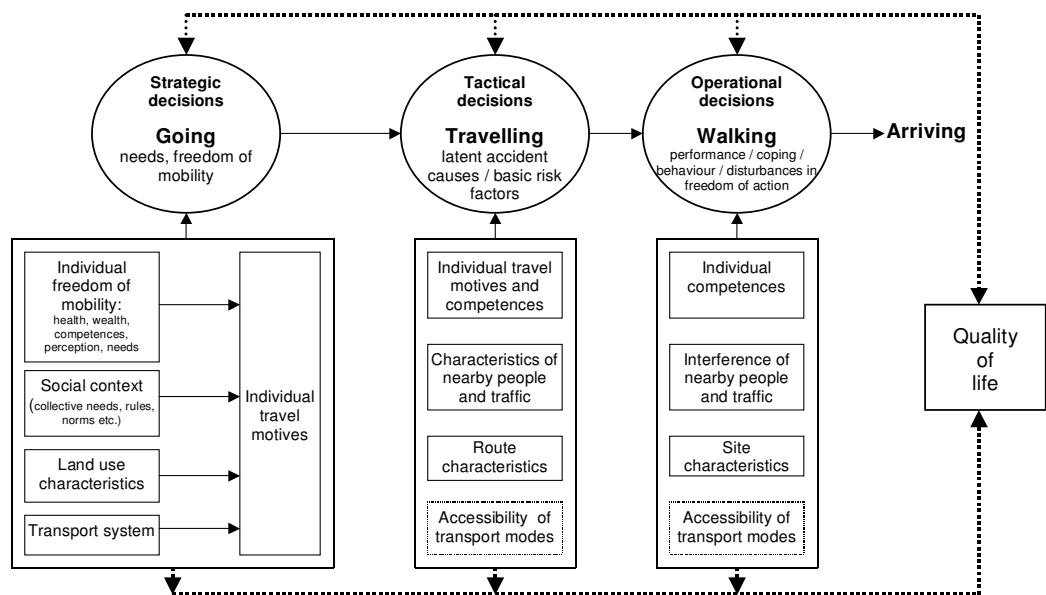 Strategic
decisions
Going
needs, freedom of
mobility
Tactical
decisions
Travelling
latent accident
causes / basic risk
factors
Operational
decisions
Walking
performance / coping /
behaviour / disturbances in
freedom of action
Arriving
Individual
freedom of
mobility:
health, wealth,
competences,
perception, needs
Social context
(collective needs, rules,
norms etc.)
Land use
characteristics
Transport system
Individual
travel
motives
Individual travel
motives and
competences
Characteristics of
nearby people
and traffic
Route
characteristics
Accessibility of
transport modes
Individual
competences
Interference of
nearby people
and traffic
Site
characteristics
Accessibility of
transport modes
Quality
of
life